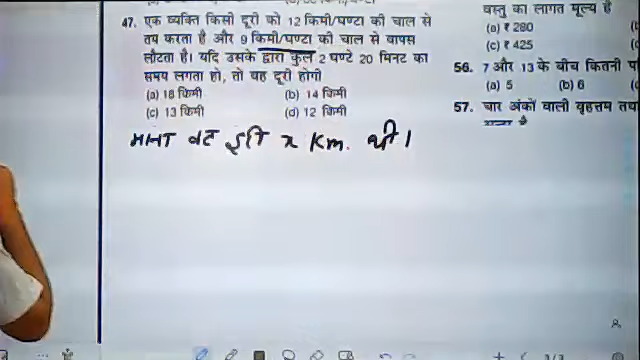 47. एक व्यक्ति किसी दूरी को 12 किमी/घण्टा की चाल से
तय करता है और 9 किमी/घण्टा की चाल से वापस
लौटता है। यदि उसके द्वारा कुल 2 घण्टे 20 मिनट का
समय लगता हो, तो यह दूरी होगी
(a) 18 किमी (b) 14 किमी
(c) 13 किमी (d) 12 किमी
माना वह दूरी x Km. थी।
वस्तु का लागत मूल्य है
(a) ₹ 280
(c) ₹ 425
56. 7 और 13 के बीच कितनी
(a) 5 (b) 6
57. चार अंकों वाली वृहत्तम तथ